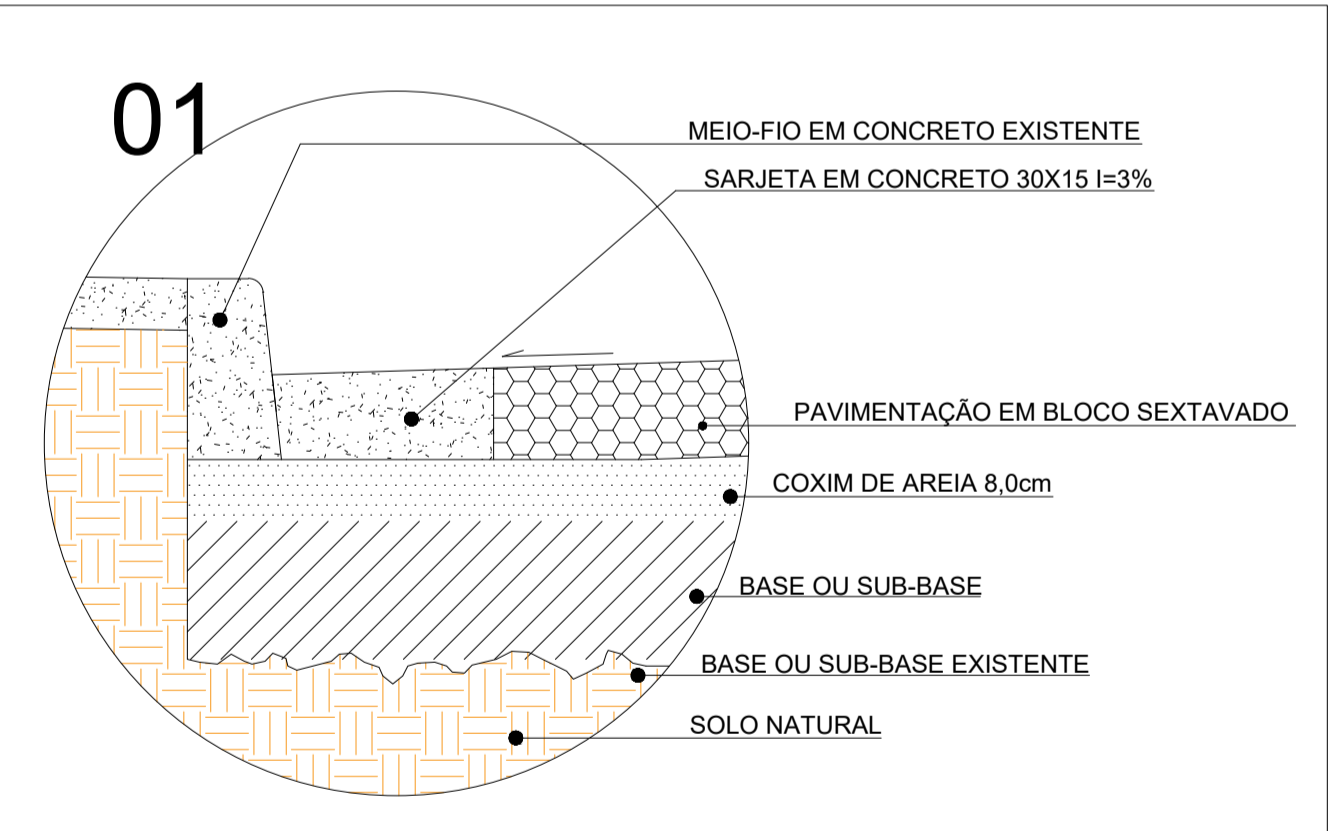 01
MEIO-FIO EM CONCRETO EXISTENTE
SARJETA EM CONCRETO 30X15 I=3%
PAVIMENTAÇÃO EM BLOCO SEXTAVADO
COXIM DE AREIA 8,0cm
BASE OU SUB-BASE
BASE OU SUB-BASE EXISTENTE
SOLO NATURAL